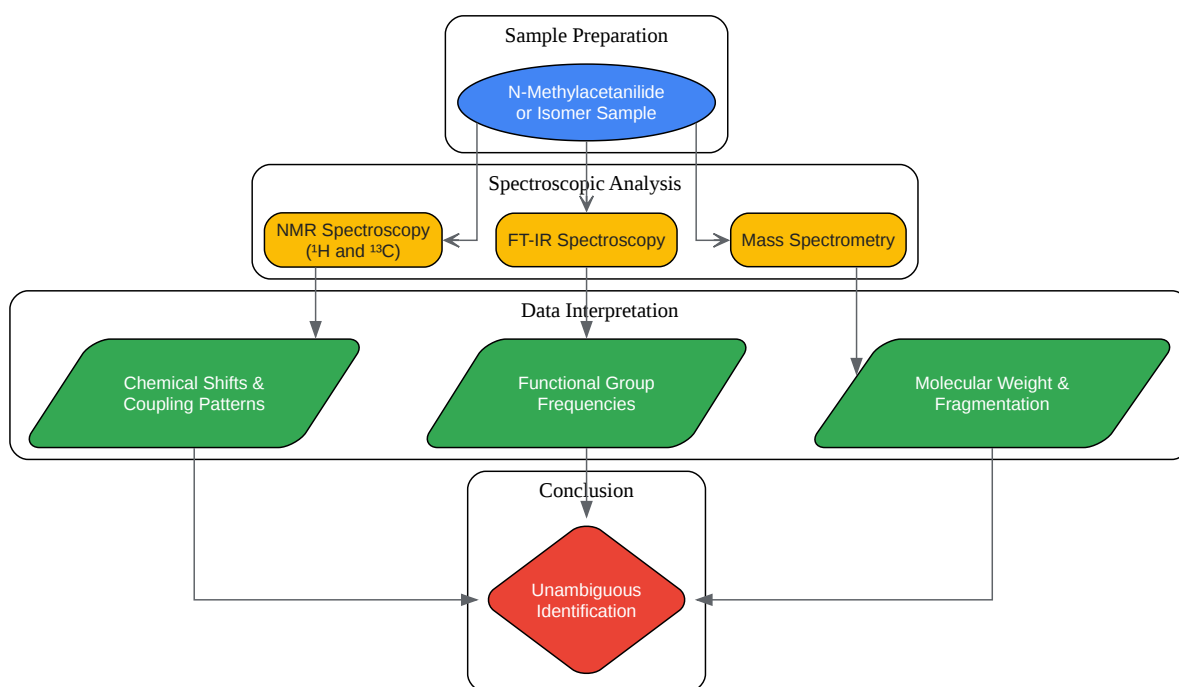 Sample Preparation
N-Methylacetanilide
or Isomer Sample
Spectroscopic Analysis
NMR Spectroscopy
(¹H and ¹³C)
FT-IR Spectroscopy
Mass Spectrometry
Data Interpretation
Chemical Shifts &
Coupling Patterns
Functional Group
Frequencies
Molecular Weight &
Fragmentation
Conclusion
Unambiguous
Identification